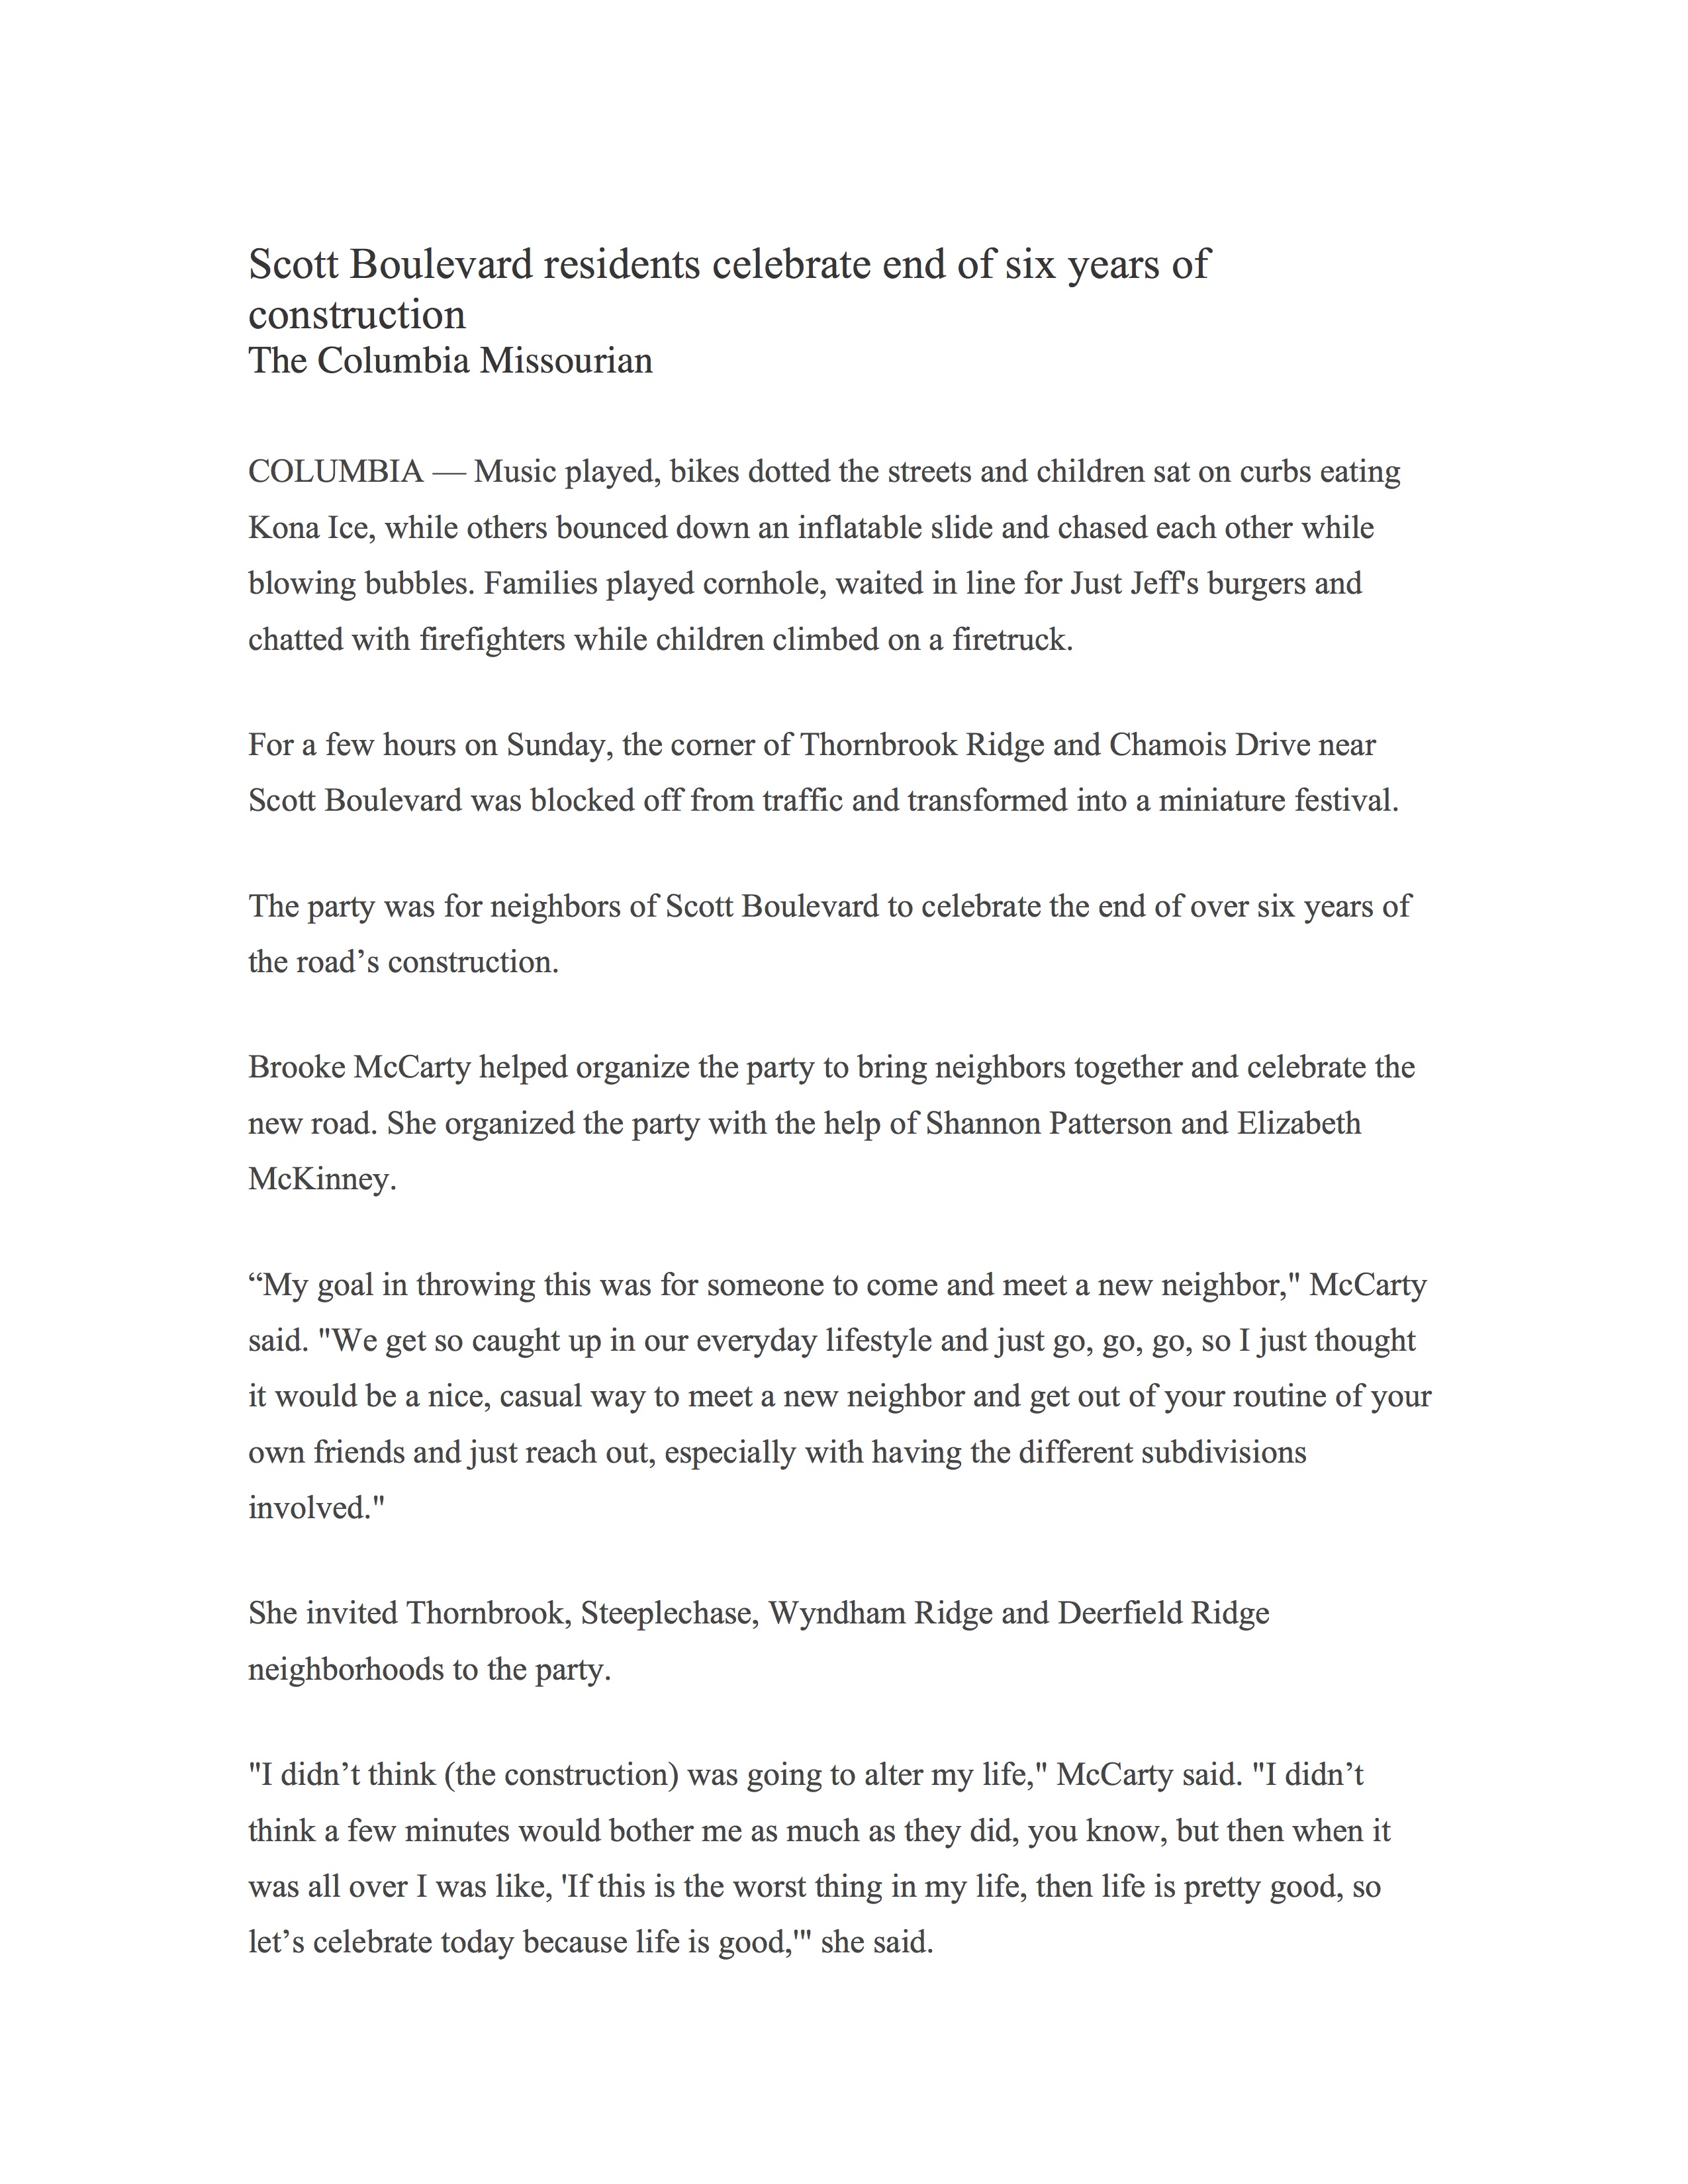 Scott Boulevard residents celebrate end of six years of
construction
The Columbia Missourian
COLUMBIA — Music played, bikes dotted the streets and children sat on curbs eating
Kona Ice, while others bounced down an inflatable slide and chased each other while
blowing bubbles. Families played cornhole, waited in line for Just Jeff's burgers and
chatted with firefighters while children climbed on a firetruck.
For a few hours on Sunday, the corner of Thornbrook Ridge and Chamois Drive near
Scott Boulevard was blocked off from traffic and transformed into a miniature festival.
The party was for neighbors of Scott Boulevard to celebrate the end of over six years of
the road’s construction.
Brooke McCarty helped organize the party to bring neighbors together and celebrate the
new road. She organized the party with the help of Shannon Patterson and Elizabeth
McKinney.
“My goal in throwing this was for someone to come and meet a new neighbor," McCarty
said. "We get so caught up in our everyday lifestyle and just go, go, go, so I just thought
it would be a nice, casual way to meet a new neighbor and get out of your routine of your
own friends and just reach out, especially with having the different subdivisions
involved."
She invited Thornbrook, Steeplechase, Wyndham Ridge and Deerfield Ridge
neighborhoods to the party.
"I didn’t think (the construction) was going to alter my life," McCarty said. "I didn’t
think a few minutes would bother me as much as they did, you know, but then when it
was all over I was like, 'If this is the worst thing in my life, then life is pretty good, so
let’s celebrate today because life is good,'" she said.